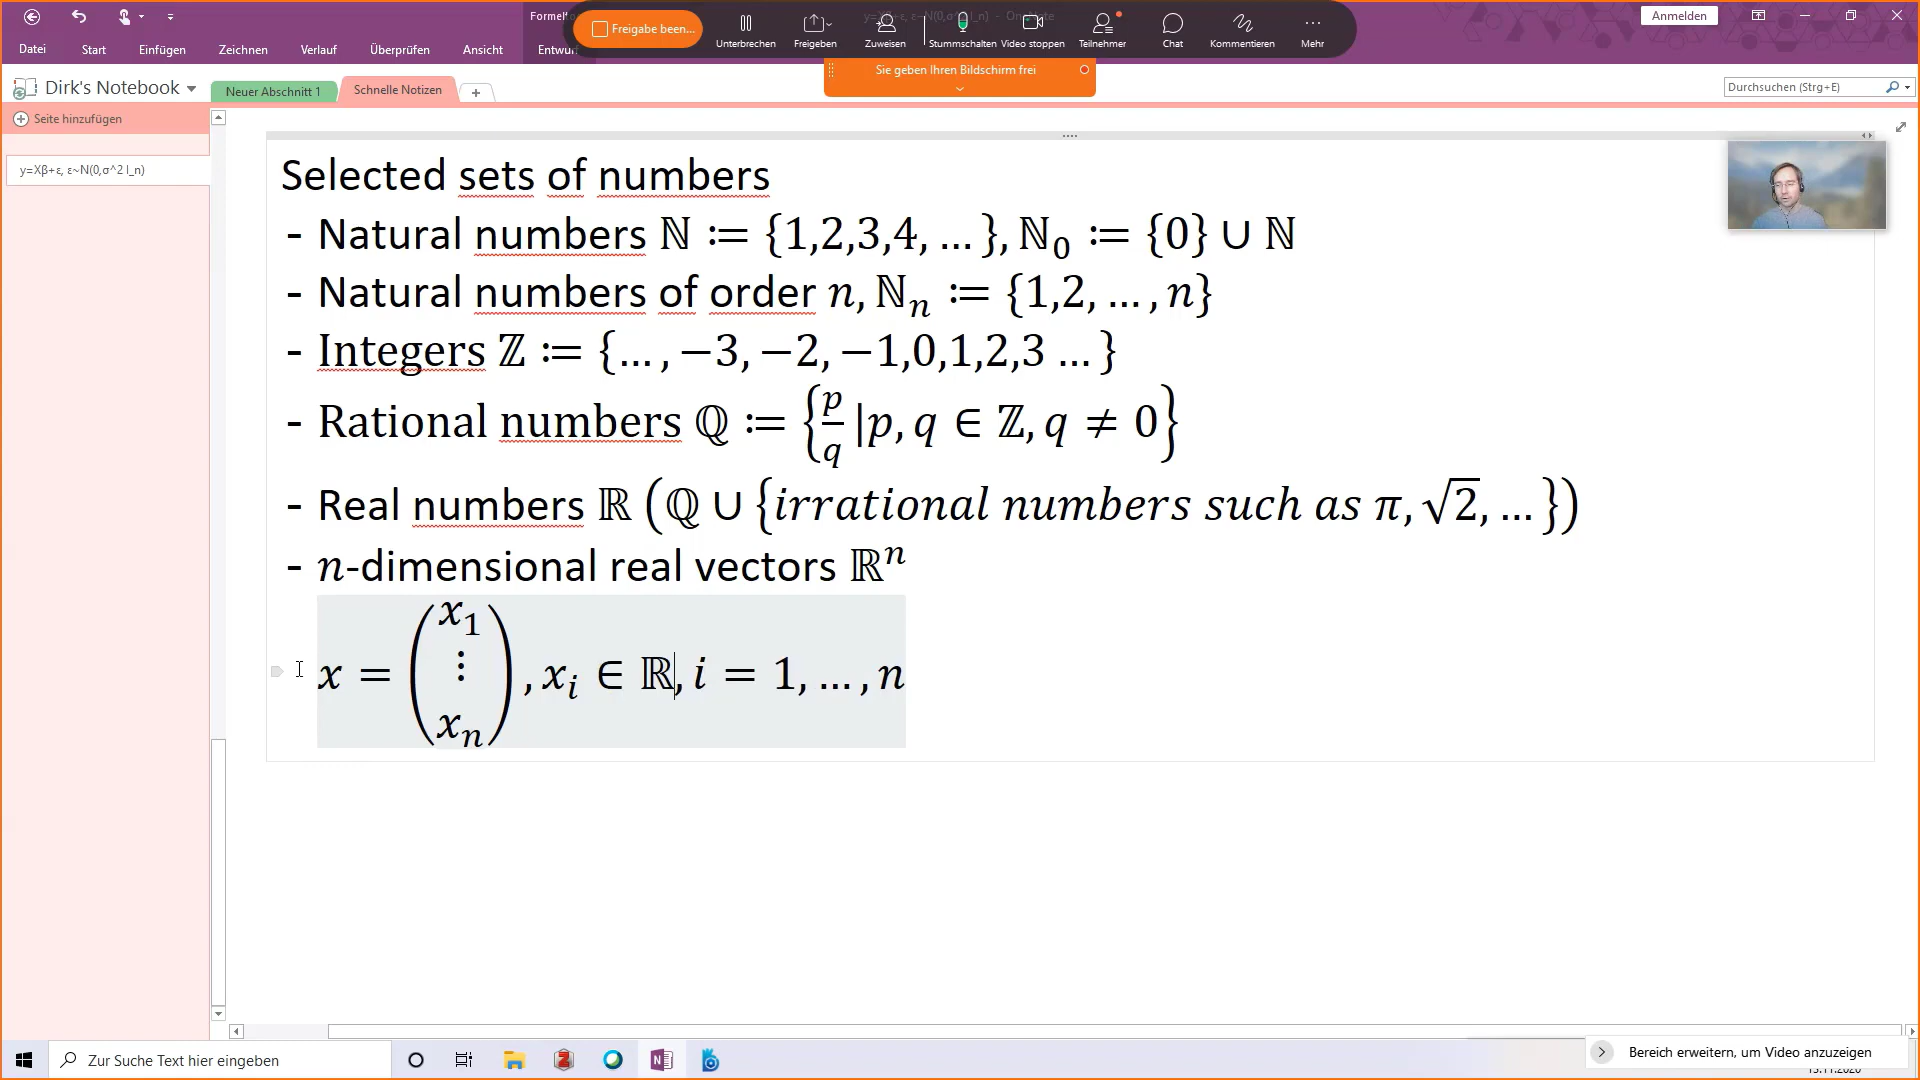 Anmelden
Datei Start Einfügen Zeichnen Verlauf Überprüfen Ansicht
Freigabe been... Unterbrechen Freigeben Zuweisen Stummschalten Video stoppen Teilnehmer Chat Kommentieren Mehr
Sie geben Ihren Bildschirm frei
Dirk's Notebook Neuer Abschnitt 1 Schnelle Notizen +
Durchsuchen (Strg+E)
Seite hinzufügen
y=Xβ+ε, ε~N(0,σ^2 I_n)
Selected sets of numbers
- Natural numbers ℕ ≔ {1,2,3,4, … }, ℕ₀ ≔ {0} ∪ ℕ
- Natural numbers of order n, ℕₙ ≔ {1,2, … , n}
- Integers ℤ ≔ {… , −3, −2, −1,0,1,2,3 … }
- Rational numbers ℚ ≔ {p/q |p, q ∈ ℤ, q ≠ 0}
- Real numbers ℝ (ℚ ∪ {irrational numbers such as π, √2, … })
- n-dimensional real vectors ℝⁿ
x = (x₁ ⋮ xₙ) , xᵢ ∈ ℝ, i = 1, … , n
Zur Suche Text hier eingeben
Bereich erweitern, um Video anzuzeigen